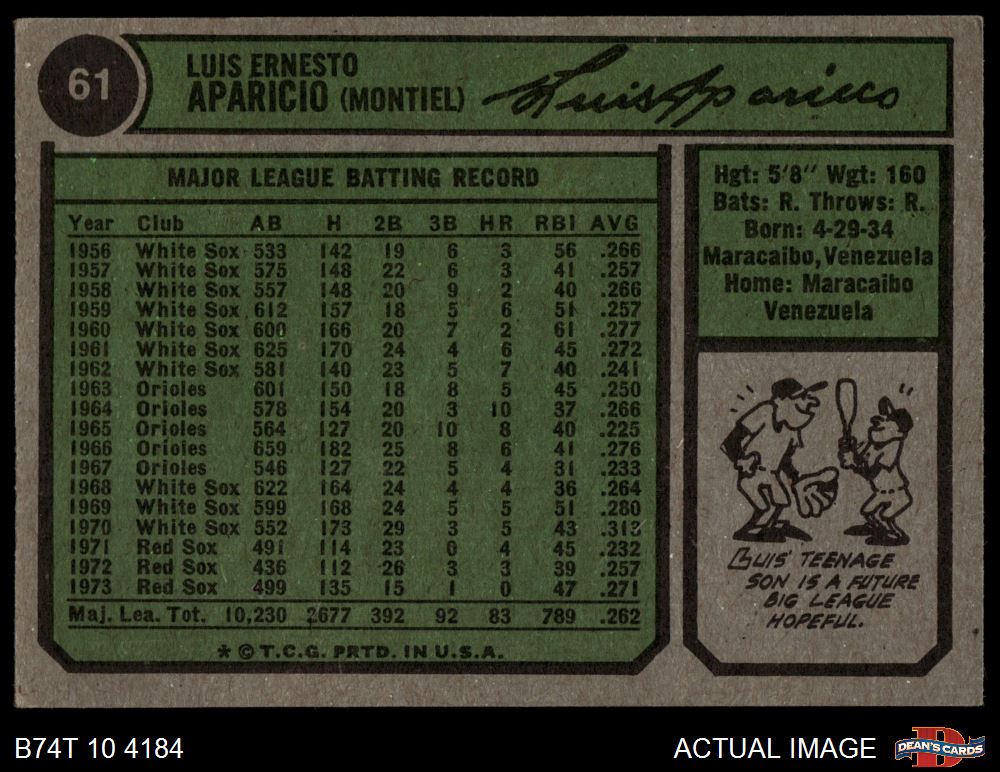 61
LUIS ERNESTO
APARICIO (MONTIEL)
Luis Aparicio
MAJOR LEAGUE BATTING RECORD
Year Club AB H 2B 3B HR RBI AVG
1956 White Sox 533 142 19 6 3 56 .266
1957 White Sox 575 148 22 6 3 41 .257
1958 White Sox 557 148 20 9 2 40 .266
1959 White Sox 612 157 18 5 6 51 .257
1960 White Sox 600 166 20 7 2 61 .277
1961 White Sox 625 170 24 4 6 45 .272
1962 White Sox 581 140 23 5 7 40 .241
1963 Orioles 601 150 18 8 5 45 .250
1964 Orioles 578 154 20 3 10 37 .266
1965 Orioles 564 127 20 10 8 40 .225
1966 Orioles 659 182 25 8 6 41 .276
1967 Orioles 546 127 22 5 4 31 .233
1968 White Sox 622 164 24 4 4 36 .264
1969 White Sox 599 168 24 5 5 51 .280
1970 White Sox 552 173 29 3 5 43 .313
1971 Red Sox 491 114 23 0 4 45 .232
1972 Red Sox 436 112 26 3 3 39 .257
1973 Red Sox 499 135 15 1 0 47 .271
Maj. Lea. Tot. 10,230 2677 392 92 83 789 .262
* © T.C.G. PRTD. IN U.S.A.
Hgt: 5'8" Wgt: 160
Bats: R. Throws: R.
Born: 4-29-34
Maracaibo, Venezuela
Home: Maracaibo
Venezuela
LUIS' TEENAGE
SON IS A FUTURE
BIG LEAGUE
HOPEFUL.
B74T 10 4184
ACTUAL IMAGE
D
DEAN'S CARDS